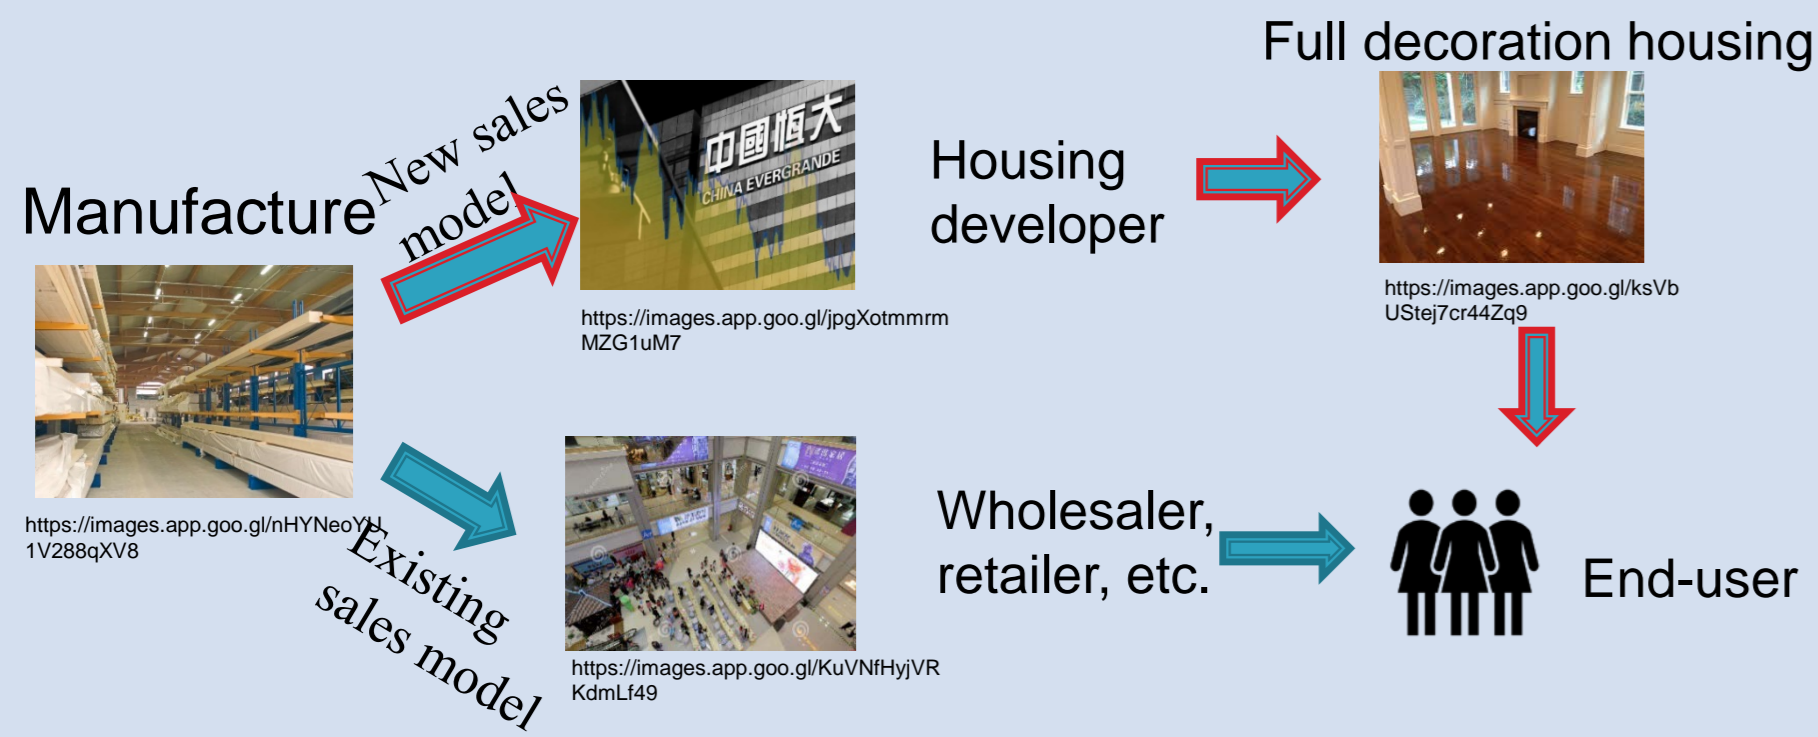 Full decoration housing
New sales
model
中國恒大
CHINA EVERGRANDE
Housing
developer
Manufacture
https://images.app.goo.gl/ksVb
UStej7cr44Zq9
https://images.app.goo.gl/jpgXotmmrm
MZG1uM7
https://images.app.goo.gl/nHYNeoYU
1V288qXV8
Existing
sales model
Wholesaler,
retailer, etc.
End-user
https://images.app.goo.gl/KuVNfHyjVR
KdmLf49